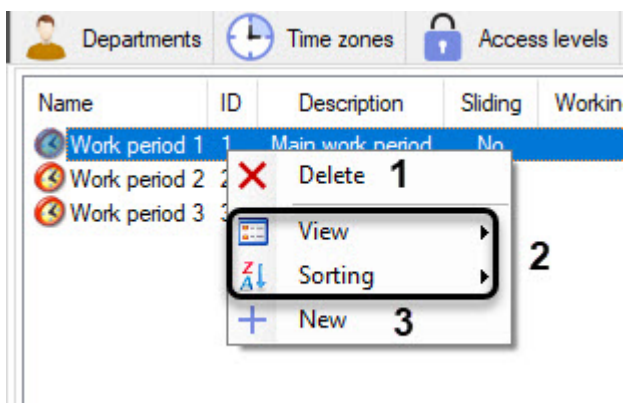 Departments Time zones Access levels
Name ID Description Sliding Workin
Work period 1 1 Main work period No
Work period 2 2
Work period 3 3
Delete 1
View
2
Sorting
New 3